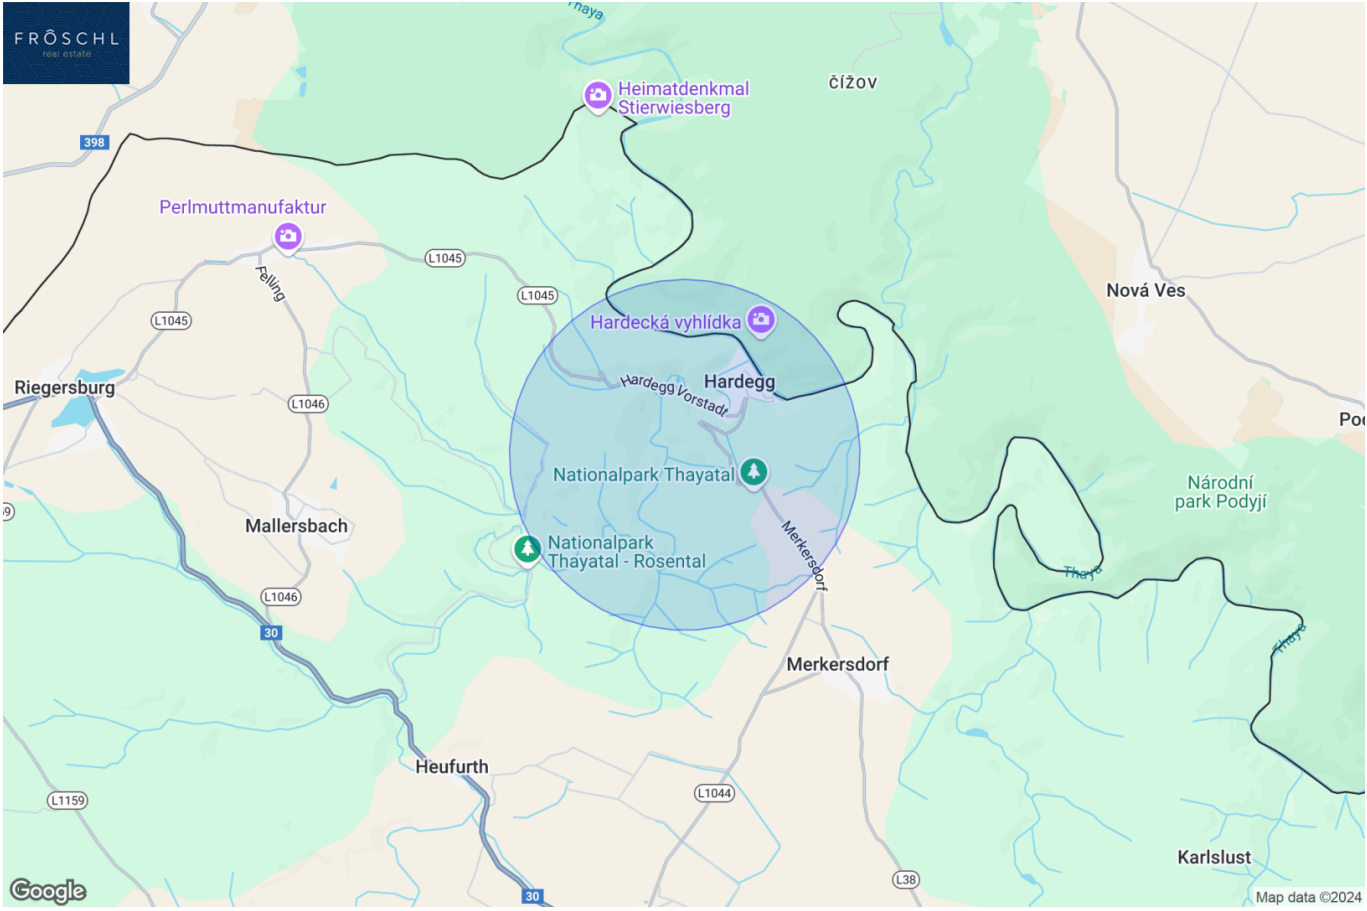 Thaya
FRÔSCHL
real estate
Heimatdenkmal
Stierwiesberg
ČÍŽOV
398
Perlmuttmanufaktur
L1045
Felling
L1045
Nová Ves
L1045
Hardecká vyhlídka
Riegersburg
Hardegg
Hardegg Vorstadt
L1046
Nationalpark Thayatal
Národní
park Podyjí
Mallersbach
Merkersdorf
Nationalpark
Thayatal - Rosental
Thaya
L1046
30
Thaya
Merkersdorf
Heufurth
L1159
L1044
Karlslust
L38
Google
30
Map data ©2024